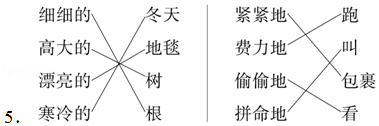 细细的 冬天 紧紧地 跑
高大的 地毯 费力地 叫
漂亮的 树 偷偷地 包裹
5. 寒冷的 根 拼命地 看